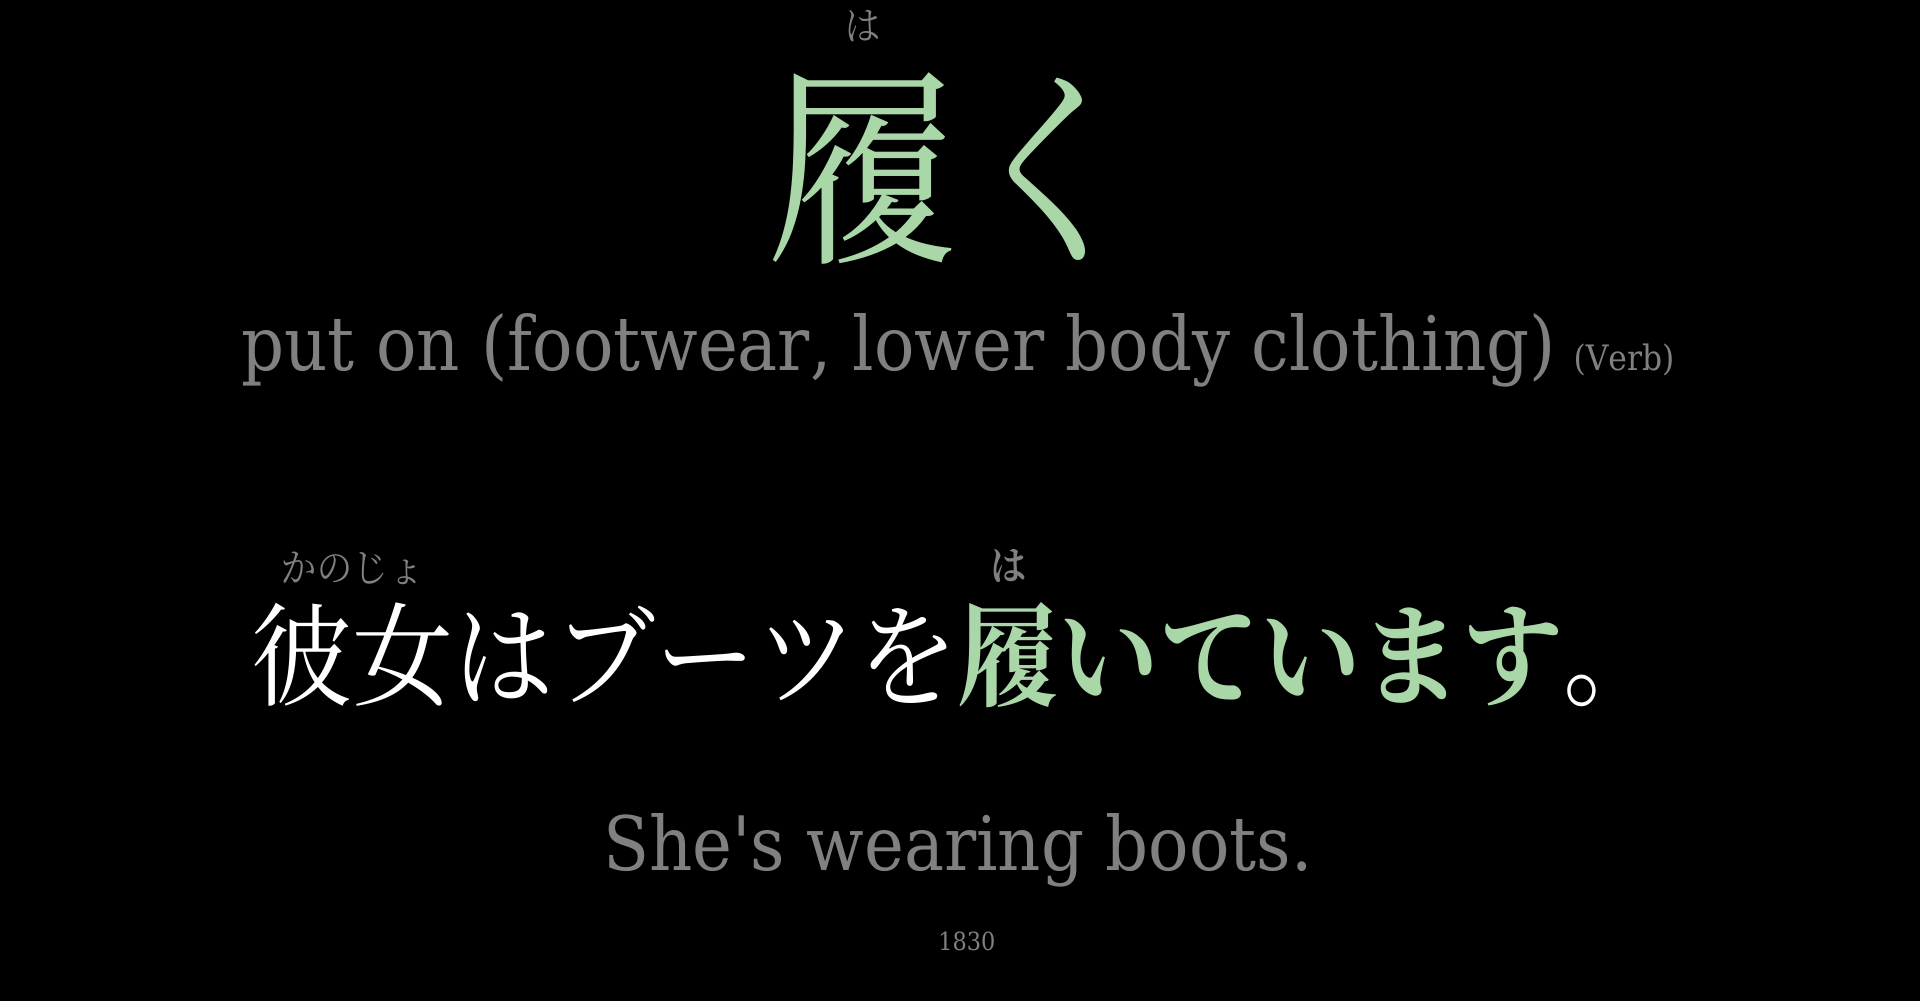 は
履く
put on (footwear, lower body clothing) (Verb)
かのじょ は
彼女はブーツを履いています。
She's wearing boots.
1830